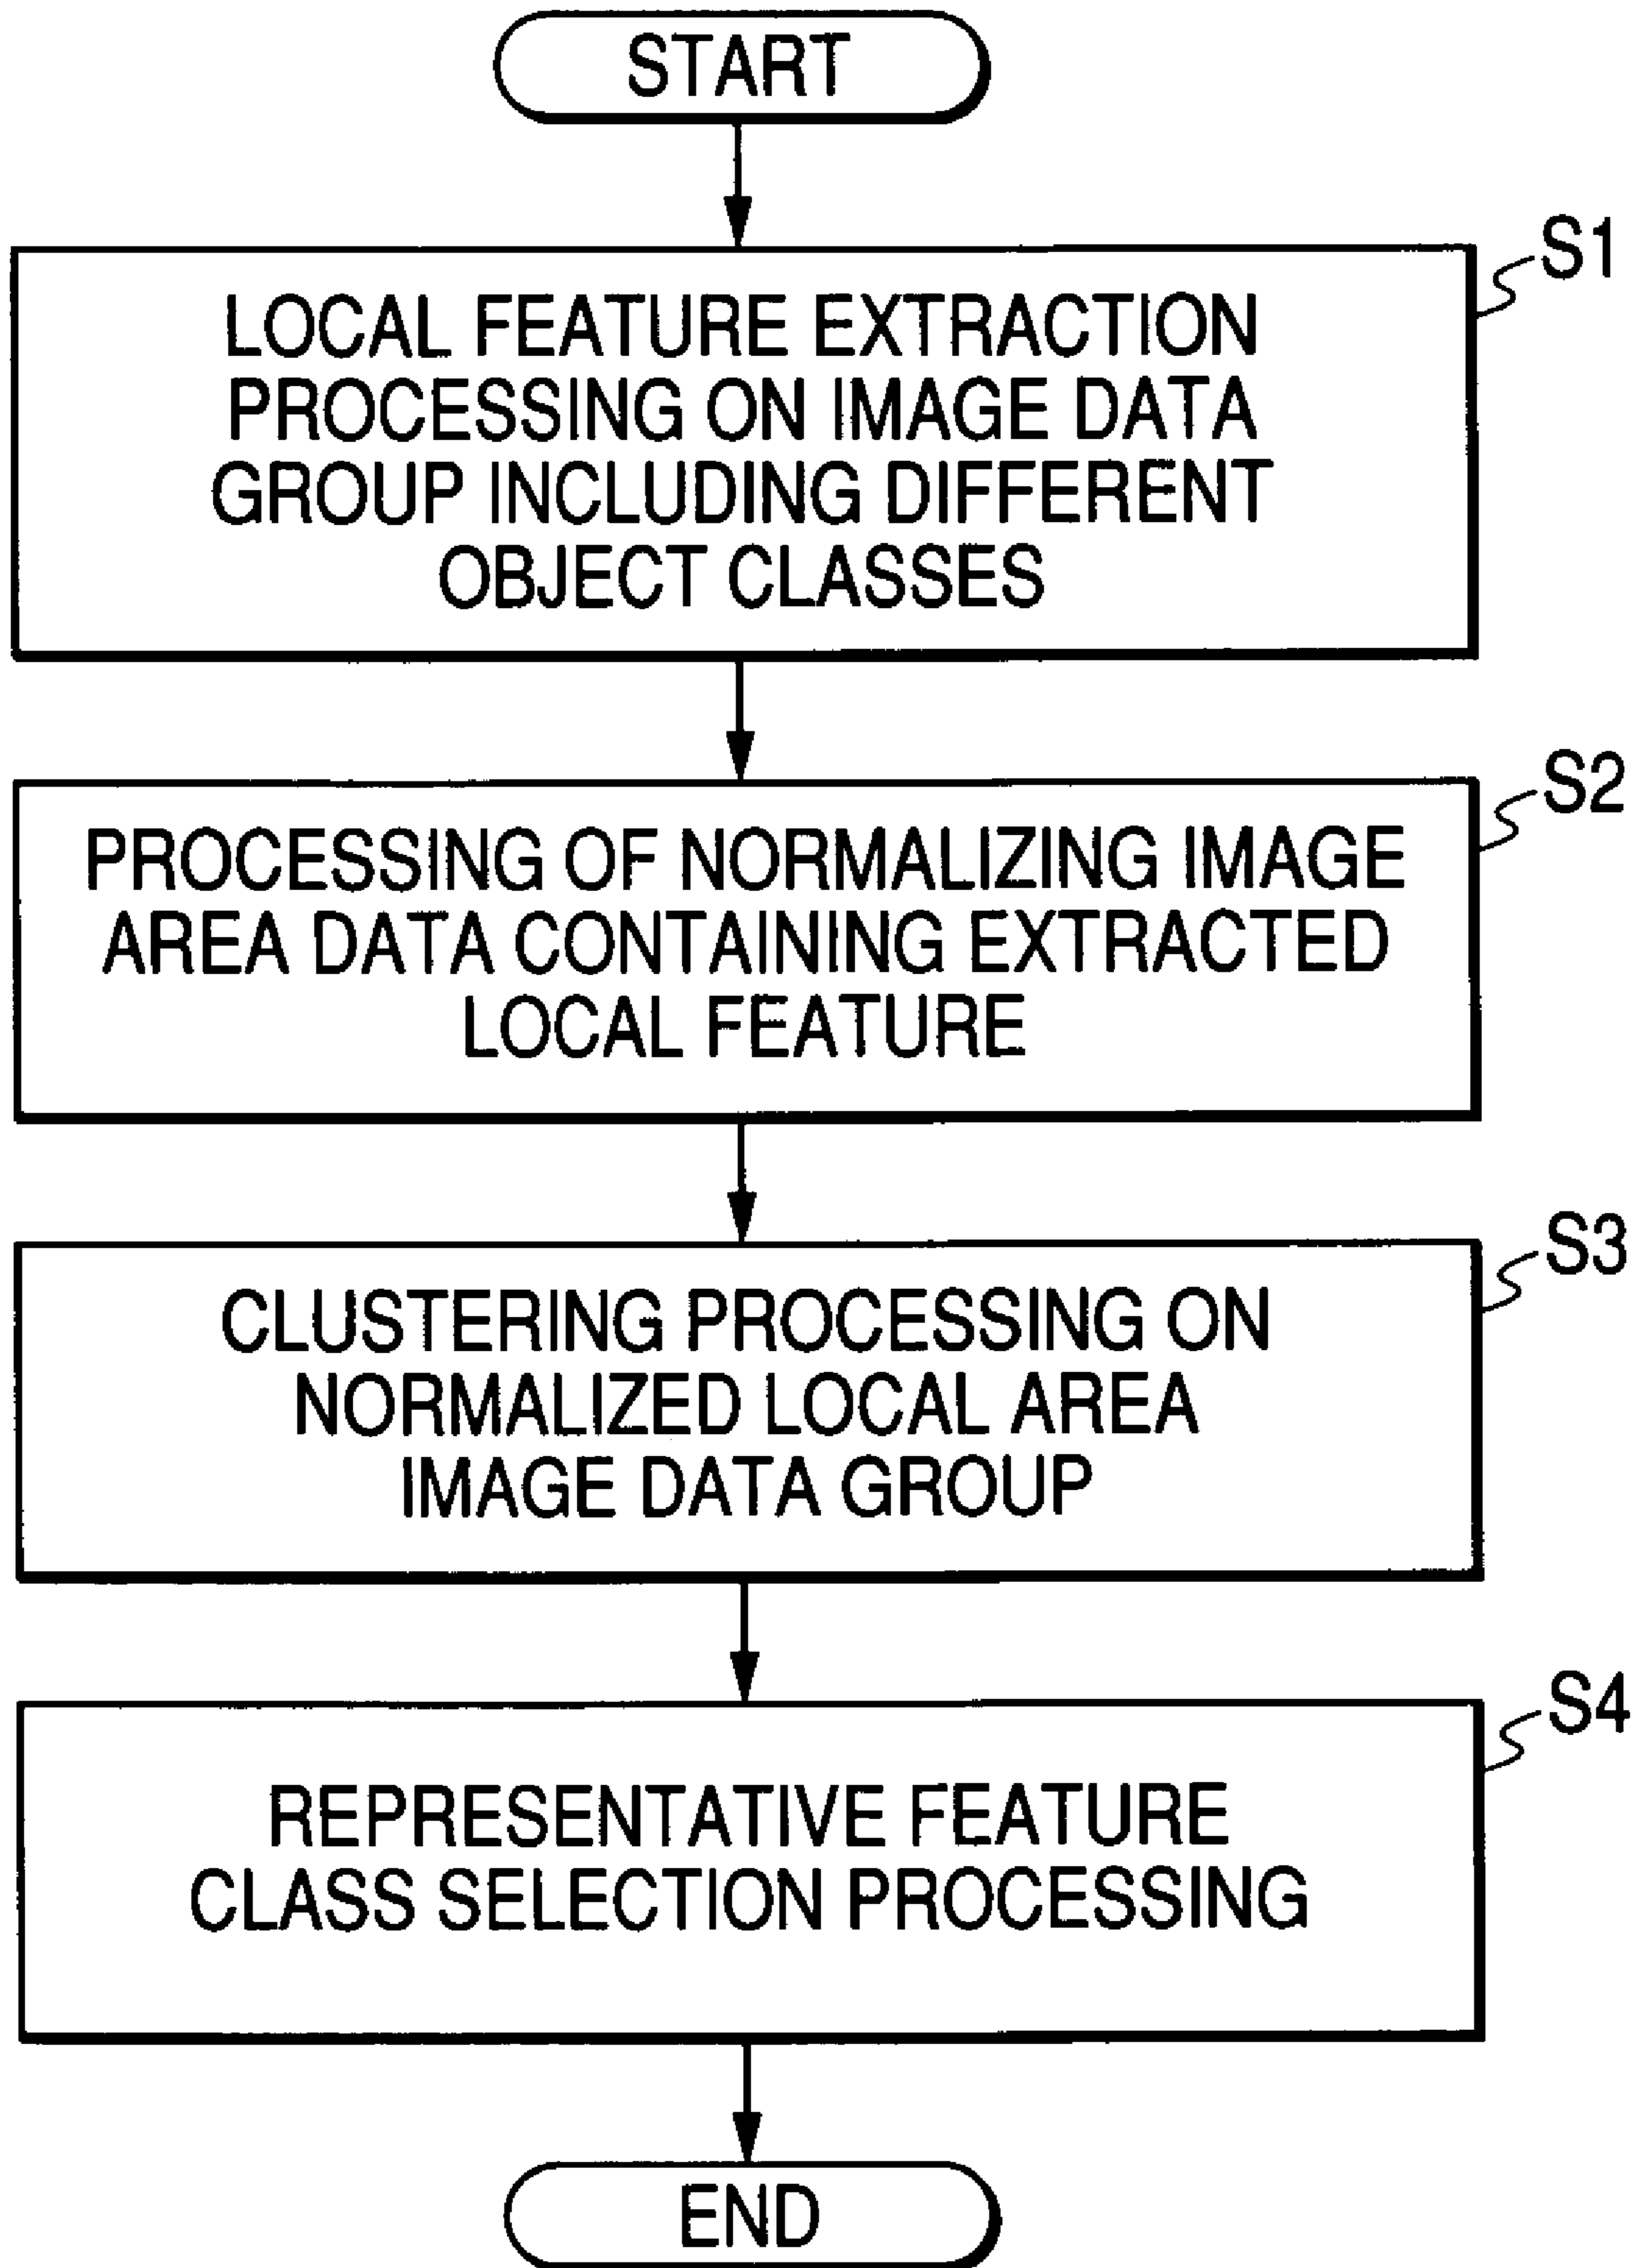 START
S1
LOCAL FEATURE EXTRACTION
PROCESSING ON IMAGE DATA
GROUP INCLUDING DIFFERENT
OBJECT CLASSES
S2
PROCESSING OF NORMALIZING IMAGE
AREA DATA CONTAINING EXTRACTED
LOCAL FEATURE
S3
CLUSTERING PROCESSING ON
NORMALIZED LOCAL AREA
IMAGE DATA GROUP
S4
REPRESENTATIVE FEATURE
CLASS SELECTION PROCESSING
END